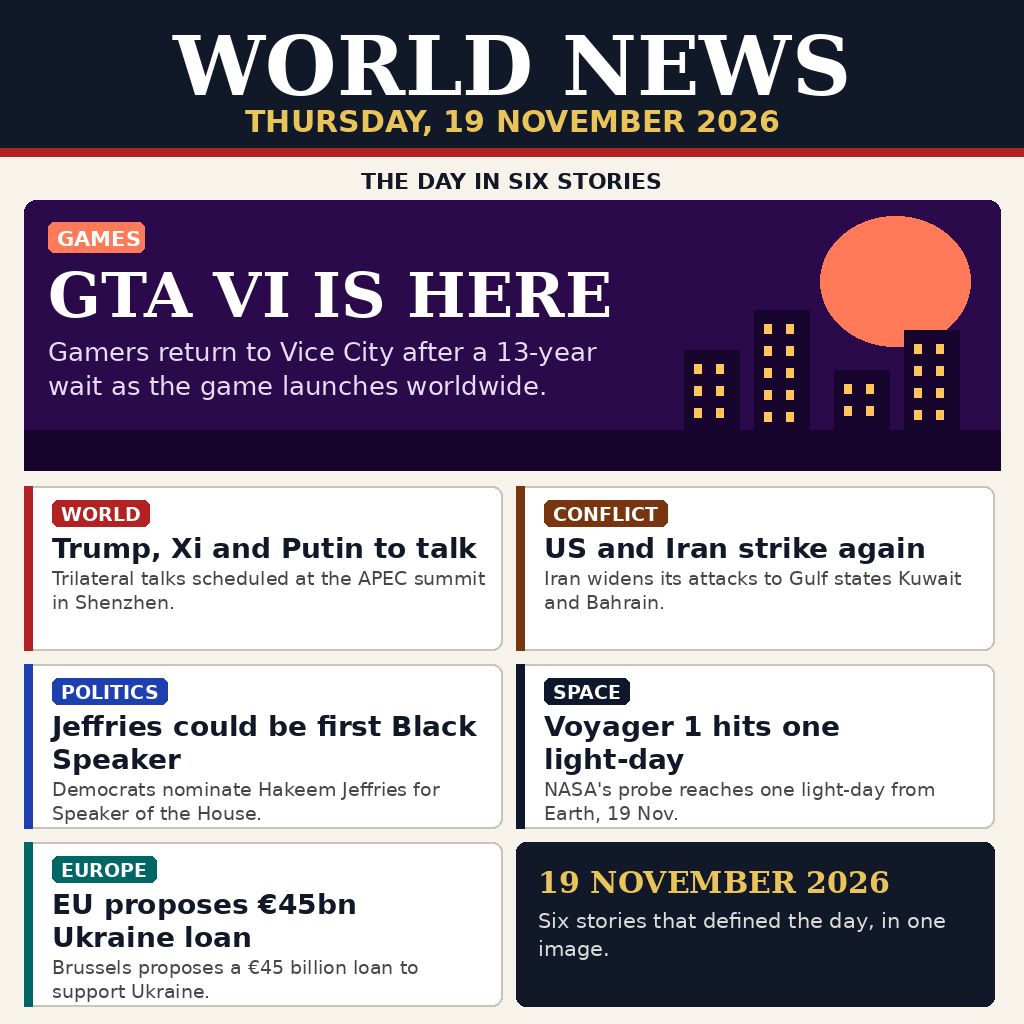 WORLD NEWS
THURSDAY, 19 NOVEMBER 2026
THE DAY IN SIX STORIES
GAMES
GTA VI IS HERE
Gamers return to Vice City after a 13-year
wait as the game launches worldwide.
WORLD
Trump, Xi and Putin to talk
Trilateral talks scheduled at the APEC summit
in Shenzhen.
CONFLICT
US and Iran strike again
Iran widens its attacks to Gulf states Kuwait
and Bahrain.
POLITICS
Jeffries could be first Black
Speaker
Democrats nominate Hakeem Jeffries for
Speaker of the House.
SPACE
Voyager 1 hits one
light-day
NASA's probe reaches one light-day from
Earth, 19 Nov.
EUROPE
EU proposes €45bn
Ukraine loan
Brussels proposes a €45 billion loan to
support Ukraine.
19 NOVEMBER 2026
Six stories that defined the day, in one
image.